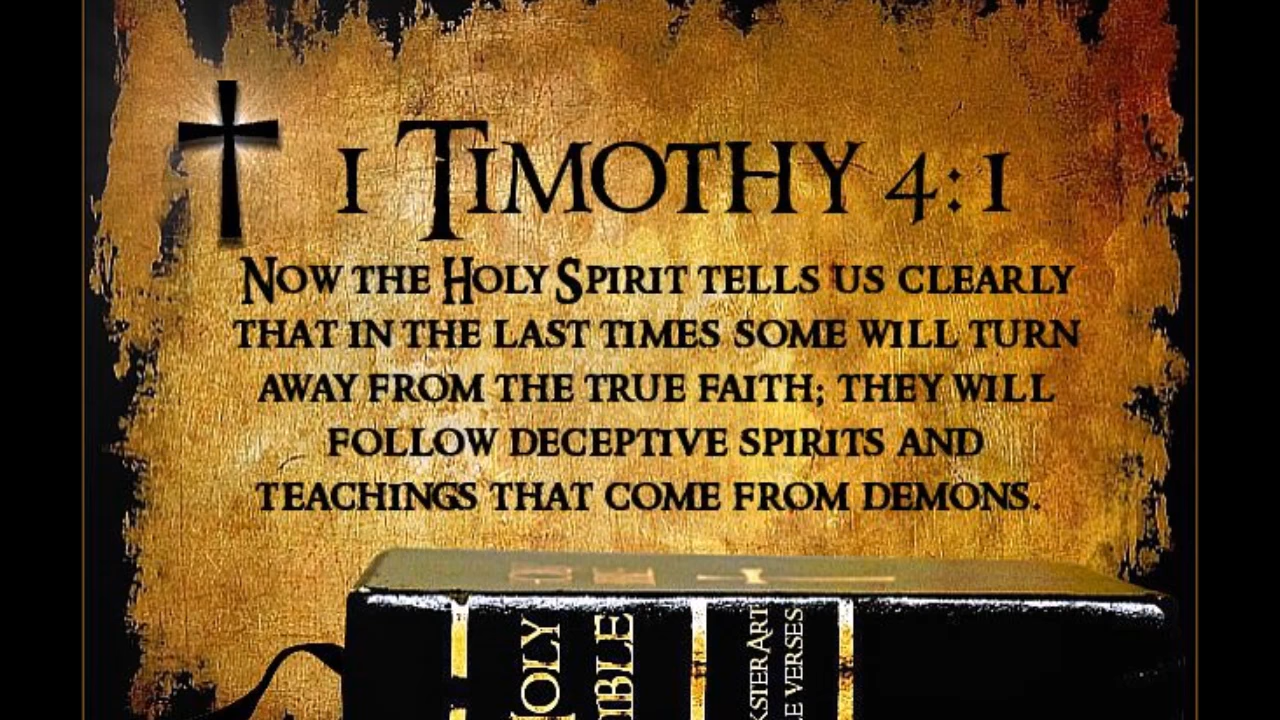 1 TIMOTHY 4:1
NOW THE HOLY SPIRIT TELLS US CLEARLY
THAT IN THE LAST TIMES SOME WILL TURN
AWAY FROM THE TRUE FAITH; THEY WILL
FOLLOW DECEPTIVE SPIRITS AND
TEACHINGS THAT COME FROM DEMONS.
HOLY
BIBLE
VERSES